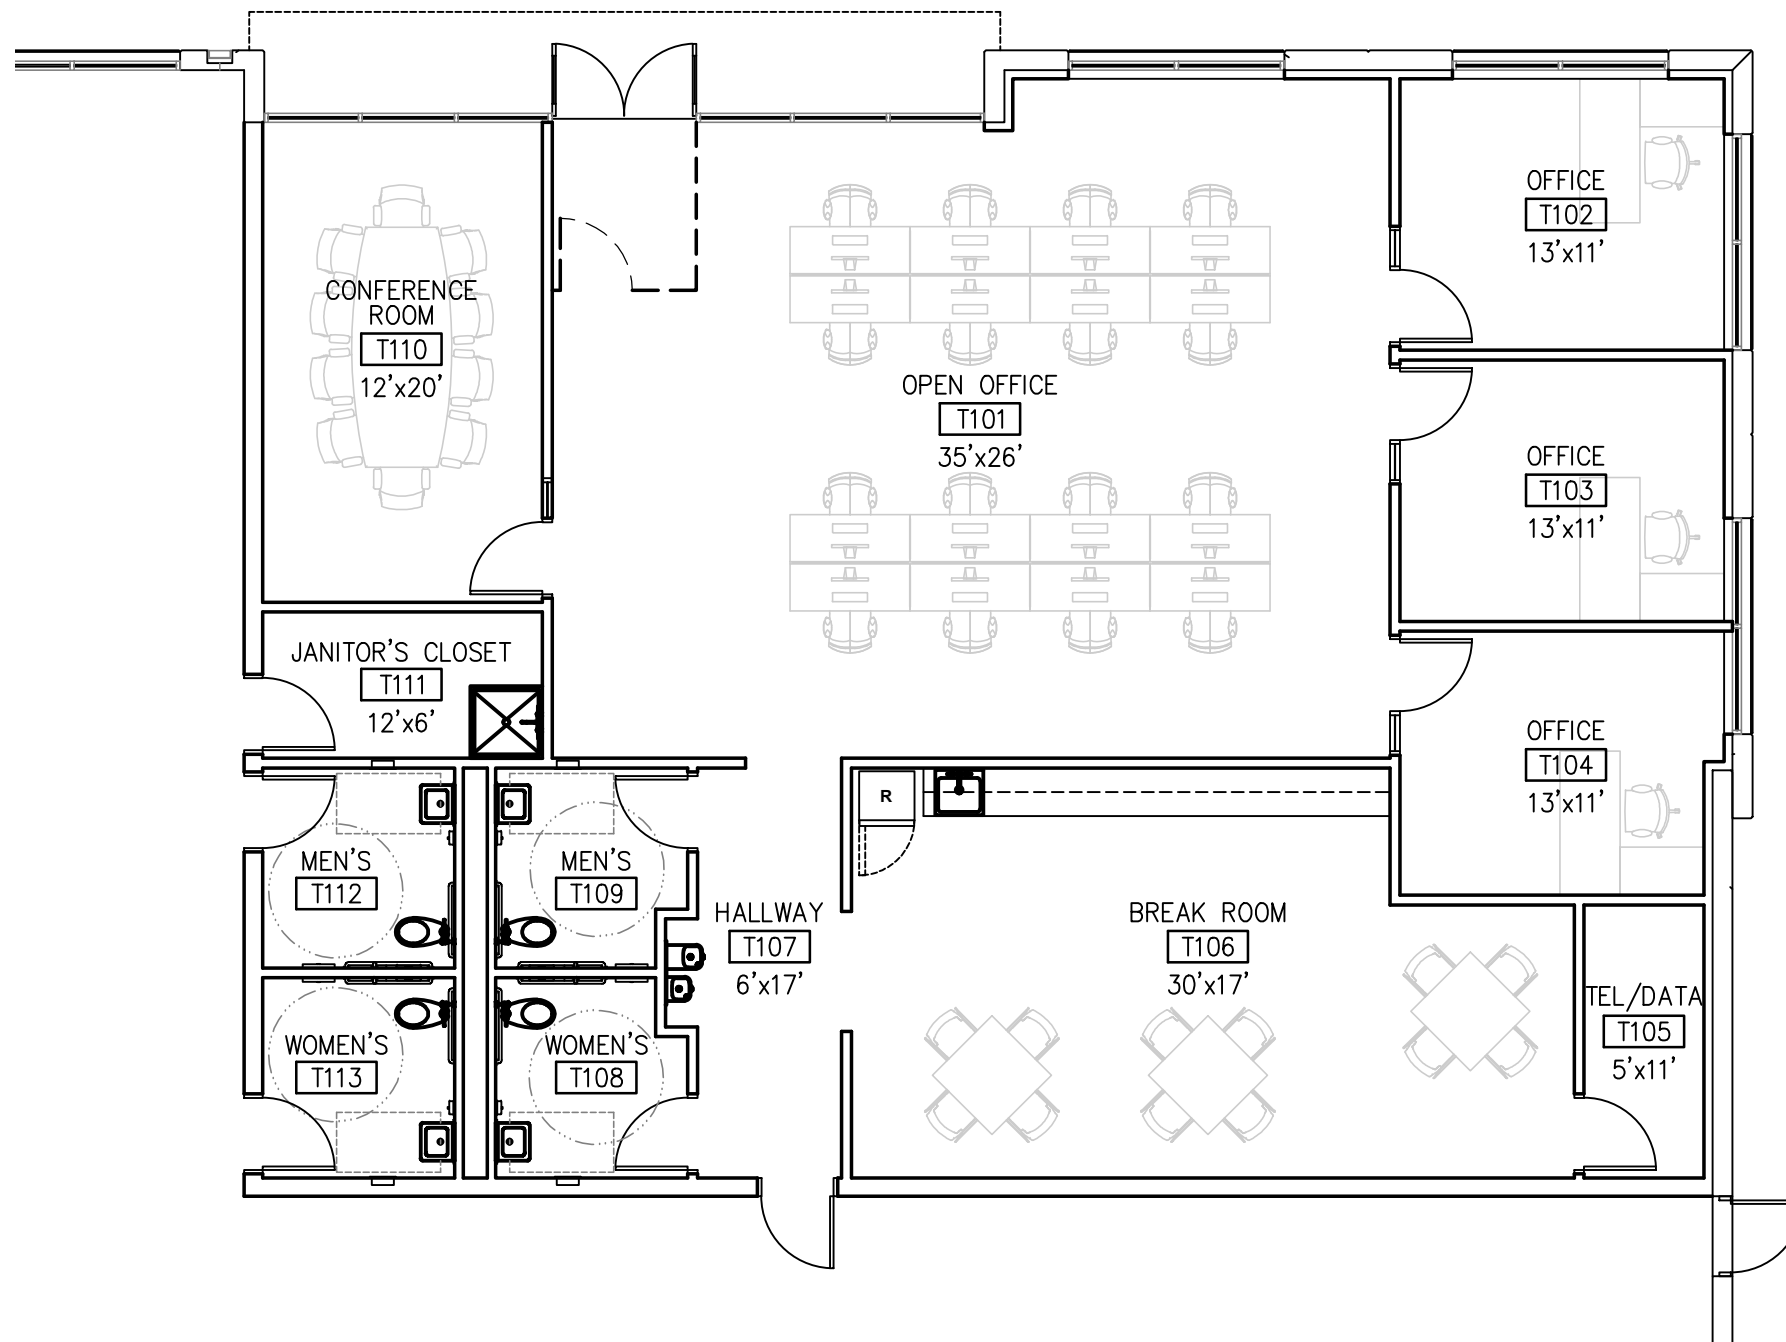 OFFICE
T102
13'x11'
CONFERENCE
ROOM
T110
12'x20'
OPEN OFFICE
T101
35'x26'
OFFICE
T103
13'x11'
JANITOR'S CLOSET
T111
12'x6'
OFFICE
T104
13'x11'
R
MEN'S
T112
MEN'S
T109
HALLWAY
T107
6'x17'
BREAK ROOM
T106
30'x17'
TEL/DATA
T105
5'x11'
WOMEN'S
T113
WOMEN'S
T108